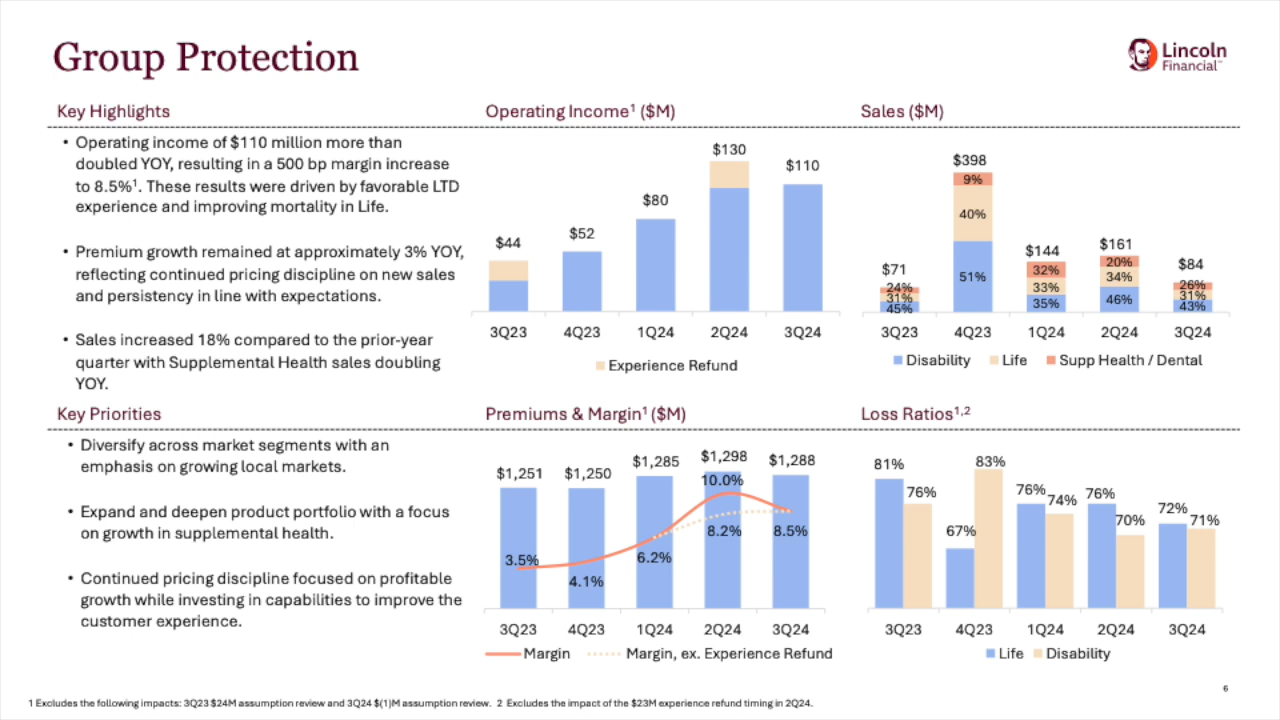 Group Protection
Lincoln
Financial™
Key Highlights
• Operating income of $110 million more than
doubled YOY, resulting in a 500 bp margin increase
to 8.5%¹. These results were driven by favorable LTD
experience and improving mortality in Life.
• Premium growth remained at approximately 3% YOY,
reflecting continued pricing discipline on new sales
and persistency in line with expectations.
• Sales increased 18% compared to the prior-year
quarter with Supplemental Health sales doubling
YOY.
Operating Income¹ ($M)
$44 $52 $80 $130 $110
3Q23 4Q23 1Q24 2Q24 3Q24
Experience Refund
Sales ($M)
$71 $398 $144 $161 $84
24% 9% 32% 20% 26%
31% 40% 33% 34% 31%
45% 51% 35% 46% 43%
3Q23 4Q23 1Q24 2Q24 3Q24
Disability Life Supp Health / Dental
Key Priorities
• Diversify across market segments with an
emphasis on growing local markets.
• Expand and deepen product portfolio with a focus
on growth in supplemental health.
• Continued pricing discipline focused on profitable
growth while investing in capabilities to improve the
customer experience.
Premiums & Margin¹ ($M)
$1,251 $1,250 $1,285 $1,298 $1,288
10.0%
8.2% 8.5%
3.5% 4.1% 6.2%
3Q23 4Q23 1Q24 2Q24 3Q24
Margin Margin, ex. Experience Refund
Loss Ratios¹,²
81% 76% 67% 83% 76% 74% 76% 70% 72% 71%
3Q23 4Q23 1Q24 2Q24 3Q24
Life Disability
6
1 Excludes the following impacts: 3Q23 $24M assumption review and 3Q24 $(1)M assumption review. 2 Excludes the impact of the $23M experience refund timing in 2Q24.